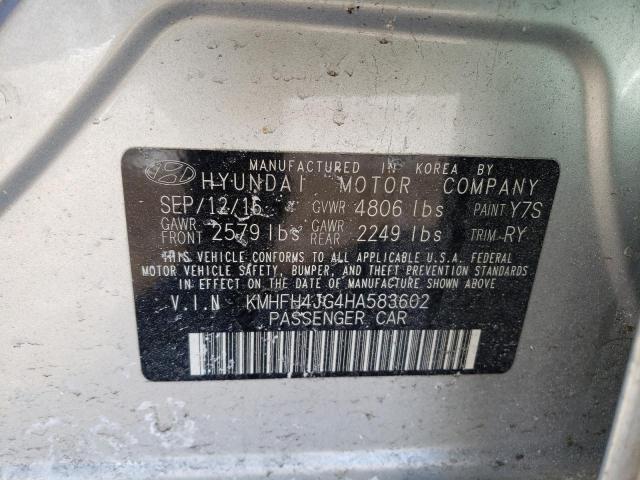 MANUFACTURED IN KOREA BY
HYUNDAI MOTOR COMPANY
SEP/12/16 GVWR 4806 lbs PAINT Y7S
GAWR FRONT 2579 lbs GAWR REAR 2249 lbs TRIM RY
THIS VEHICLE CONFORMS TO ALL APPLICABLE U.S.A. FEDERAL
MOTOR VEHICLE SAFETY, BUMPER, AND THEFT PREVENTION STANDARDS
IN EFFECT ON THE DATE OF MANUFACTURE SHOWN ABOVE.
V.I.N KMHFH4JG4HA583602
PASSENGER CAR